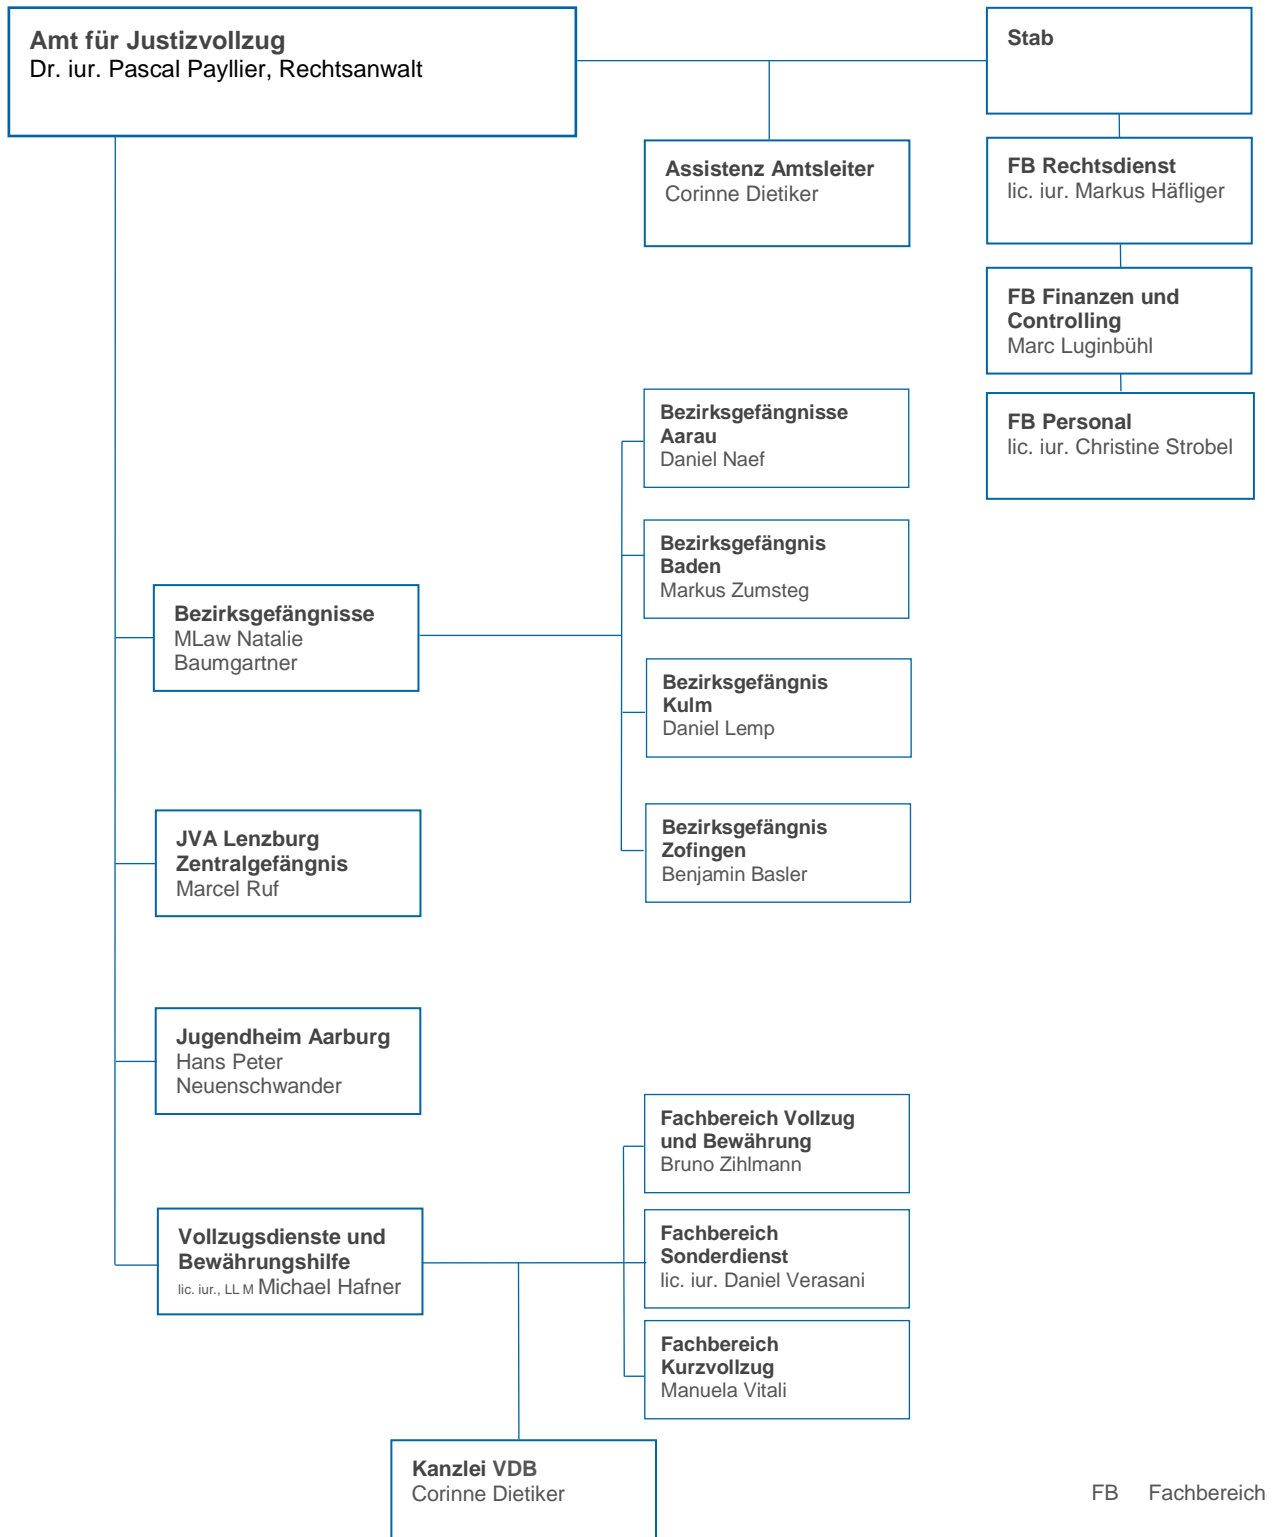 Amt für Justizvollzug
Dr. iur. Pascal Payllier, Rechtsanwalt
Stab
Assistenz Amtsleiter
Corinne Dietiker
FB Rechtsdienst
lic. iur. Markus Häfliger
FB Finanzen und
Controlling
Marc Luginbühl
FB Personal
lic. iur. Christine Strobel
Bezirksgefängnisse
MLaw Natalie
Baumgartner
Bezirksgefängnisse
Aarau
Daniel Naef
Bezirksgefängnis
Baden
Markus Zumsteg
Bezirksgefängnis
Kulm
Daniel Lemp
Bezirksgefängnis
Zofingen
Benjamin Basler
JVA Lenzburg
Zentralgefängnis
Marcel Ruf
Jugendheim Aarburg
Hans Peter
Neuenschwander
Vollzugsdienste und
Bewährungshilfe
lic. iur., LL M Michael Hafner
Fachbereich Vollzug
und Bewährung
Bruno Zihlmann
Fachbereich
Sonderdienst
lic. iur. Daniel Verasani
Fachbereich
Kurzvollzug
Manuela Vitali
Kanzlei VDB
Corinne Dietiker
FB Fachbereich